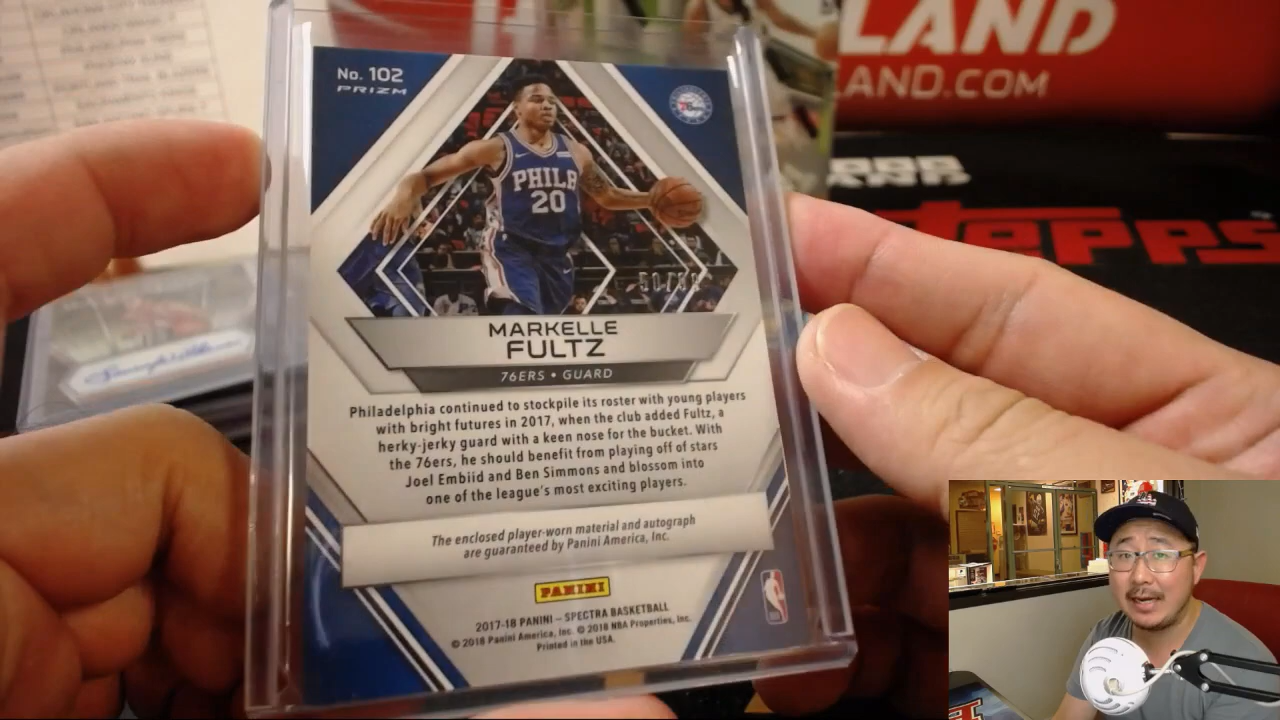 LAND
LAND.COM
TOPPS
No. 102
PRIZM
76ers
PHILA
20
MARKELLE
FULTZ
76ERS • GUARD
Philadelphia continued to stockpile its roster with young players
with bright futures in 2017, when the club added Fultz, a
herky-jerky guard with a keen nose for the bucket. With
the 76ers, he should benefit from playing off of stars
Joel Embiid and Ben Simmons and blossom into
one of the league's most exciting players.
The enclosed player-worn material and autograph
are guaranteed by Panini America, Inc.
PANINI
2017-18 PANINI – SPECTRA BASKETBALL
© 2018 Panini America, Inc. © 2018 NBA Properties, Inc.
Printed in the USA.
NBA